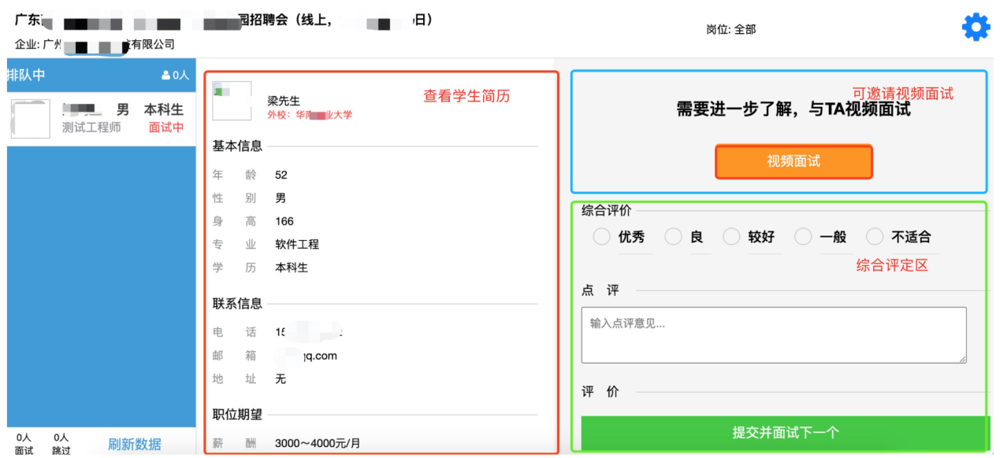 广东 园招聘会（线上, 日）
企业: 广州 有限公司
岗位: 全部
排队中 0人
男 本科生
测试工程师 面试中
0人 0人
面试 跳过
刷新数据
梁先生
查看学生简历
外校：华南 业大学
基本信息
年 龄 52
性 别 男
身 高 166
专 业 软件工程
学 历 本科生
联系信息
电 话 15
邮 箱 qq.com
地 址 无
职位期望
薪 酬 3000～4000元/月
可邀请视频面试
需要进一步了解，与TA视频面试
视频面试
综合评价
优秀 良 较好 一般 不适合
综合评定区
点 评
输入点评意见...
评 价
提交并面试下一个